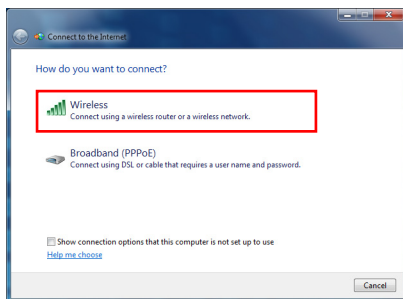 Connect to the Internet
How do you want to connect?
Wireless
Connect using a wireless router or a wireless network.
Broadband (PPPoE)
Connect using DSL or cable that requires a user name and password.
Show connection options that this computer is not set up to use
Help me choose
Cancel